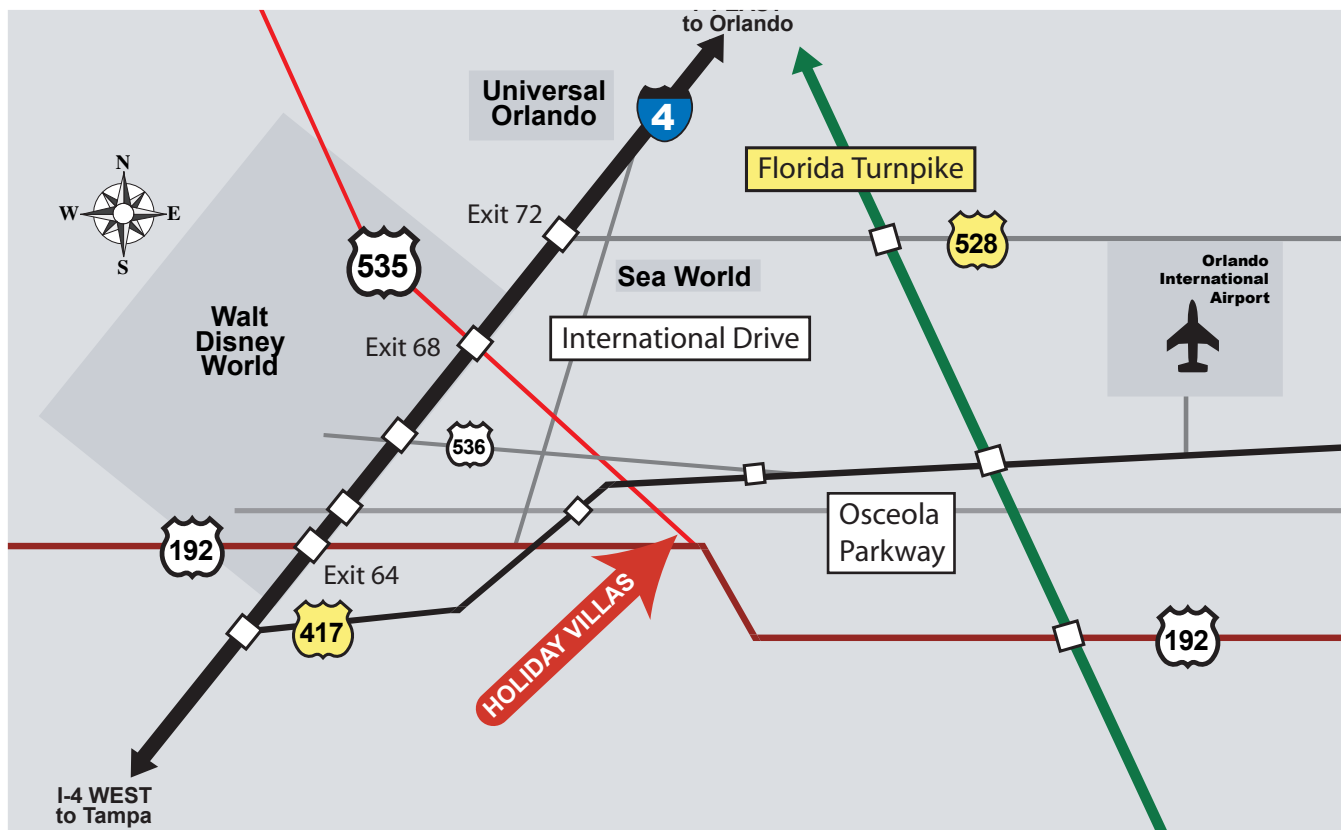 to Orlando
Universal
Orlando
4
Florida Turnpike
N
W
E
S
Exit 72
528
535
Sea World
Orlando
International
Airport
Walt
Disney
World
Exit 68
International Drive
536
Osceola
Parkway
192
Exit 64
417
HOLIDAY VILLAS
192
I-4 WEST
to Tampa